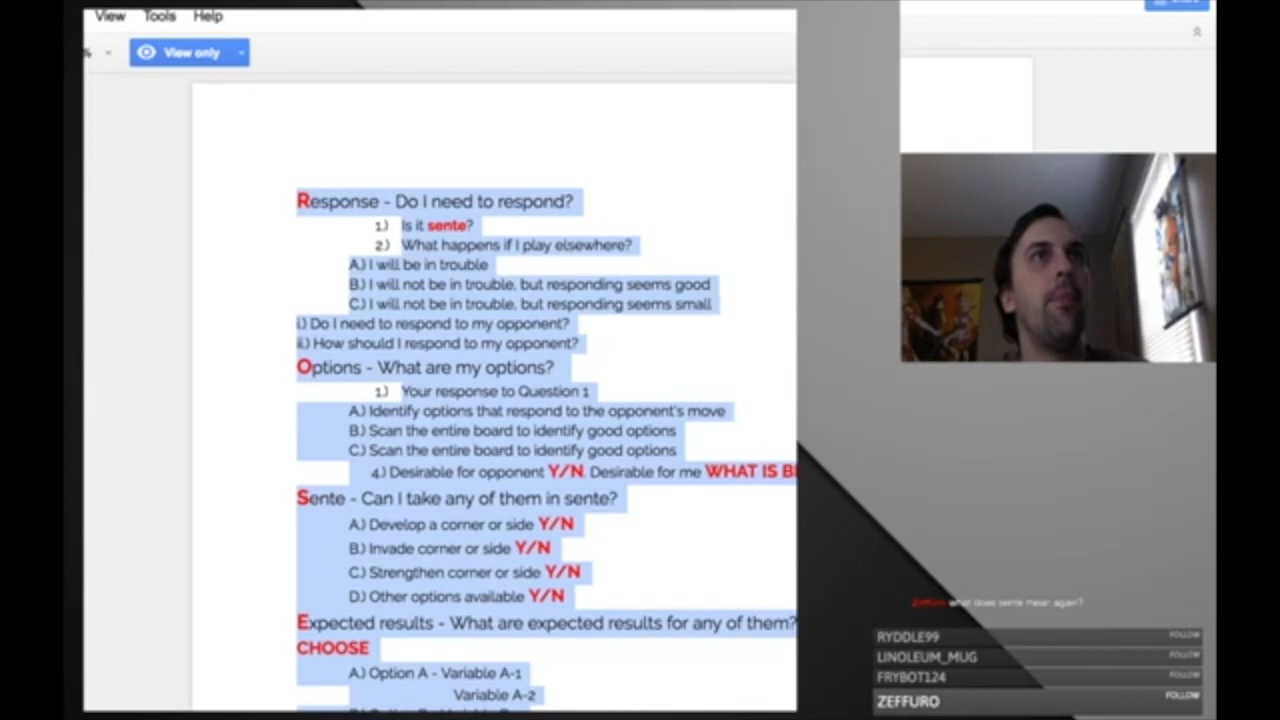 View Tools Help
%
View only
Response - Do I need to respond?
1.) Is it sente?
2.) What happens if I play elsewhere?
A.) I will be in trouble
B.) I will not be in trouble, but responding seems good
C.) I will not be in trouble, but responding seems small
i.) Do I need to respond to my opponent?
ii.) How should I respond to my opponent?
Options - What are my options?
1.) Your response to Question 1
A.) Identify options that respond to the opponent's move
B.) Scan the entire board to identify good options
C.) Scan the entire board to identify good options
4.) Desirable for opponent Y/N. Desirable for me WHAT IS
Sente - Can I take any of them in sente?
A.) Develop a corner or side Y/N
B.) Invade corner or side Y/N
C.) Strengthen corner or side Y/N
D.) Other options available Y/N
Expected results - What are expected results for any of them?
CHOOSE
A.) Option A - Variable A-1
Variable A-2
Zeffuro what does sente mean again?
RYDDLE99 FOLLOW
LINOLEUM_MUG FOLLOW
FRYBOT124 FOLLOW
ZEFFURO FOLLOW